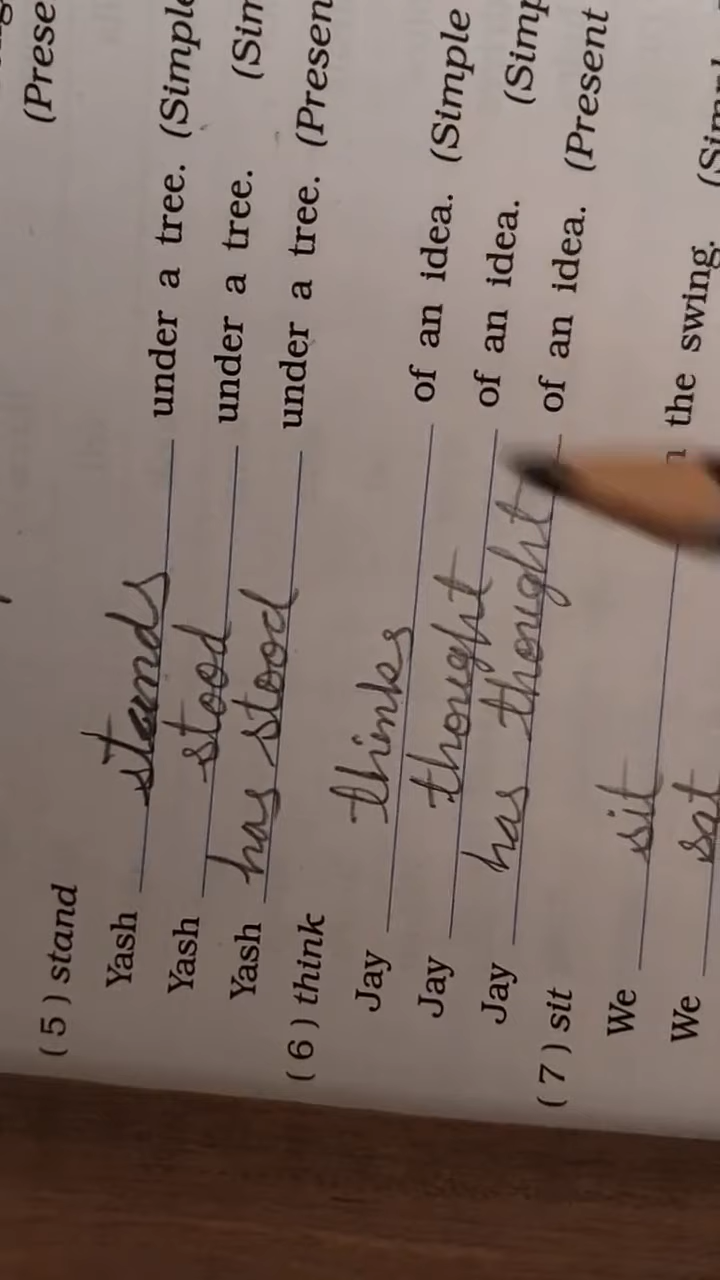 (Prese
( 5 ) stand
Yash stands under a tree. (Simple
Yash stood under a tree. (Sim
Yash has stood under a tree. (Presen
( 6 ) think
Jay thinks of an idea. (Simple
Jay thought of an idea. (Simp
Jay has thought of an idea. (Present
( 7 ) sit
We sit the swing. (Simpl
We sat